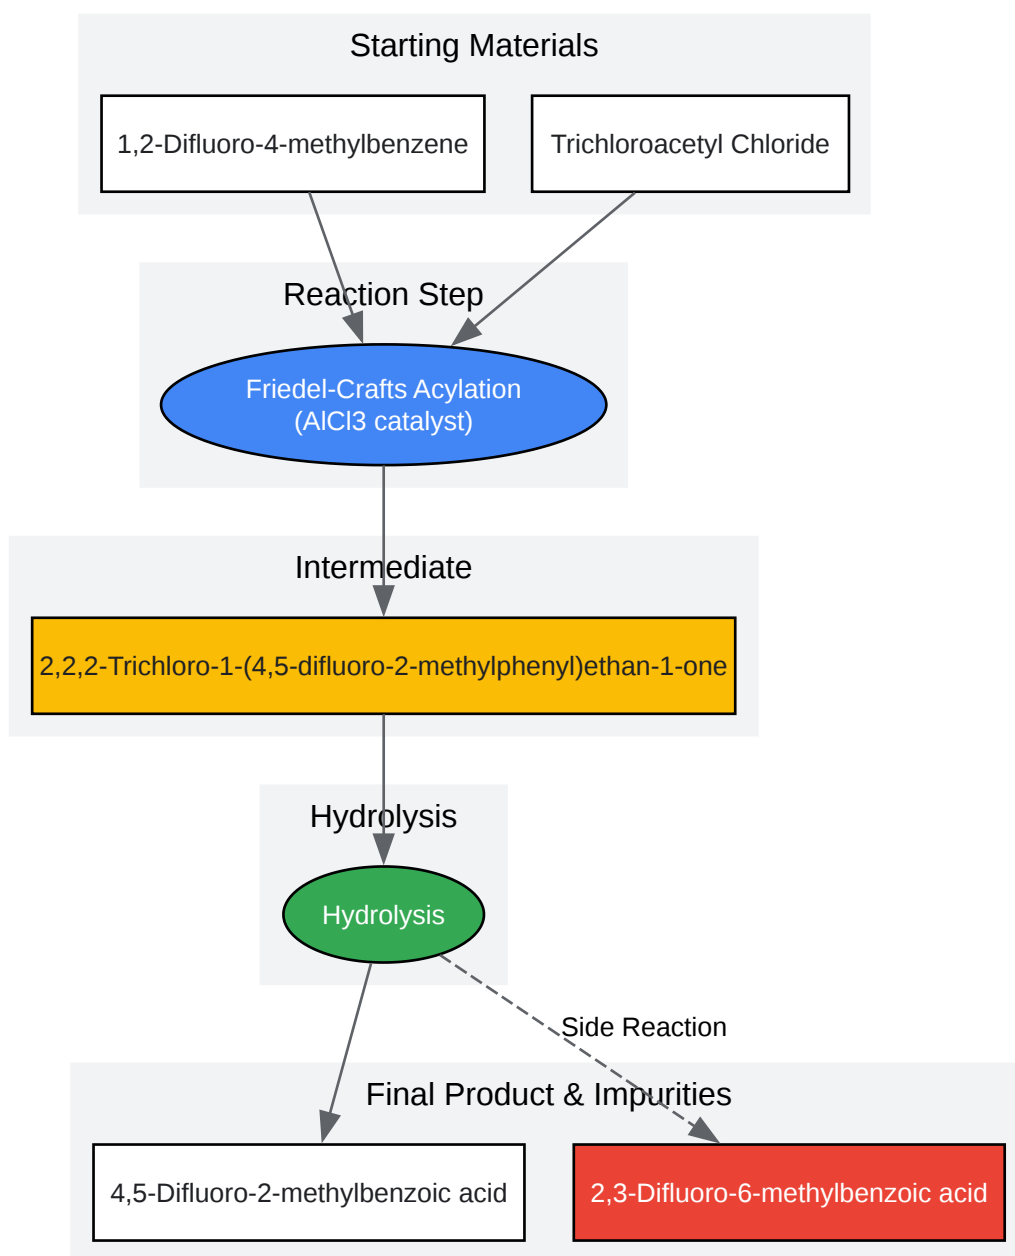 Starting Materials
1,2-Difluoro-4-methylbenzene
Trichloroacetyl Chloride
Reaction Step
Friedel-Crafts Acylation
(AlCl3 catalyst)
Intermediate
2,2,2-Trichloro-1-(4,5-difluoro-2-methylphenyl)ethan-1-one
Hydrolysis
Hydrolysis
Side Reaction
Final Product & Impurities
4,5-Difluoro-2-methylbenzoic acid
2,3-Difluoro-6-methylbenzoic acid